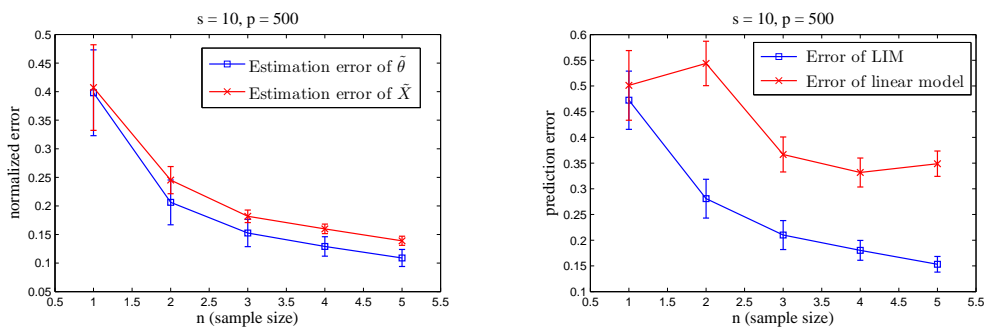 s = 10, p = 500
normalized error
0.5
0.45
0.4
0.35
0.3
0.25
0.2
0.15
0.1
0.05
Estimation error of θ̃
Estimation error of X̃
0.5 1 1.5 2 2.5 3 3.5 4 4.5 5 5.5
n (sample size)
s = 10, p = 500
prediction error
0.6
0.55
0.5
0.45
0.4
0.35
0.3
0.25
0.2
0.15
0.1
Error of LIM
Error of linear model
0.5 1 1.5 2 2.5 3 3.5 4 4.5 5 5.5
n (sample size)